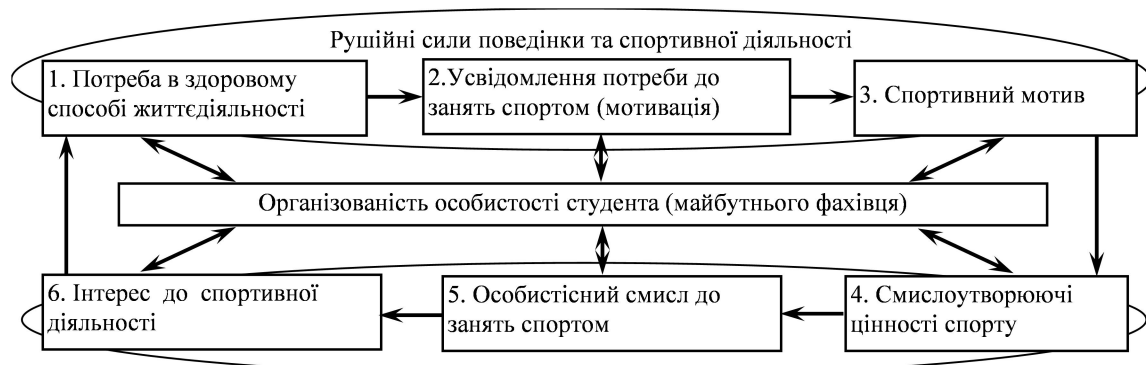 Рушійні сили поведінки та спортивної діяльності
1. Потреба в здоровому
способі життєдіяльності
2.Усвідомлення потреби до
занять спортом (мотивація)
3. Спортивний мотив
Організованість особистості студента (майбутнього фахівця)
6. Інтерес до спортивної
діяльності
5. Особистісний смисл до
занять спортом
4. Смислоутворюючі
цінності спорту